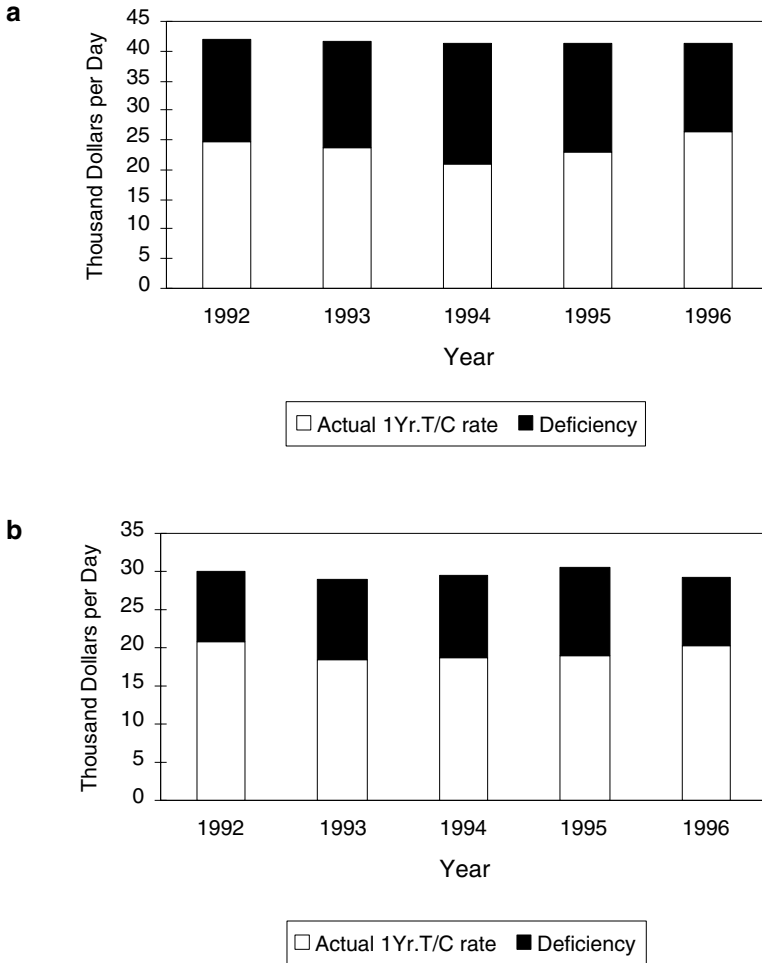 a
Thousand Dollars per Day
45
40
35
30
25
20
15
10
5
0
1992 1993 1994 1995 1996
Year
Actual 1Yr.T/C rate Deficiency
b
Thousand Dollars per Day
35
30
25
20
15
10
5
0
1992 1993 1994 1995 1996
Year
Actual 1Yr.T/C rate Deficiency